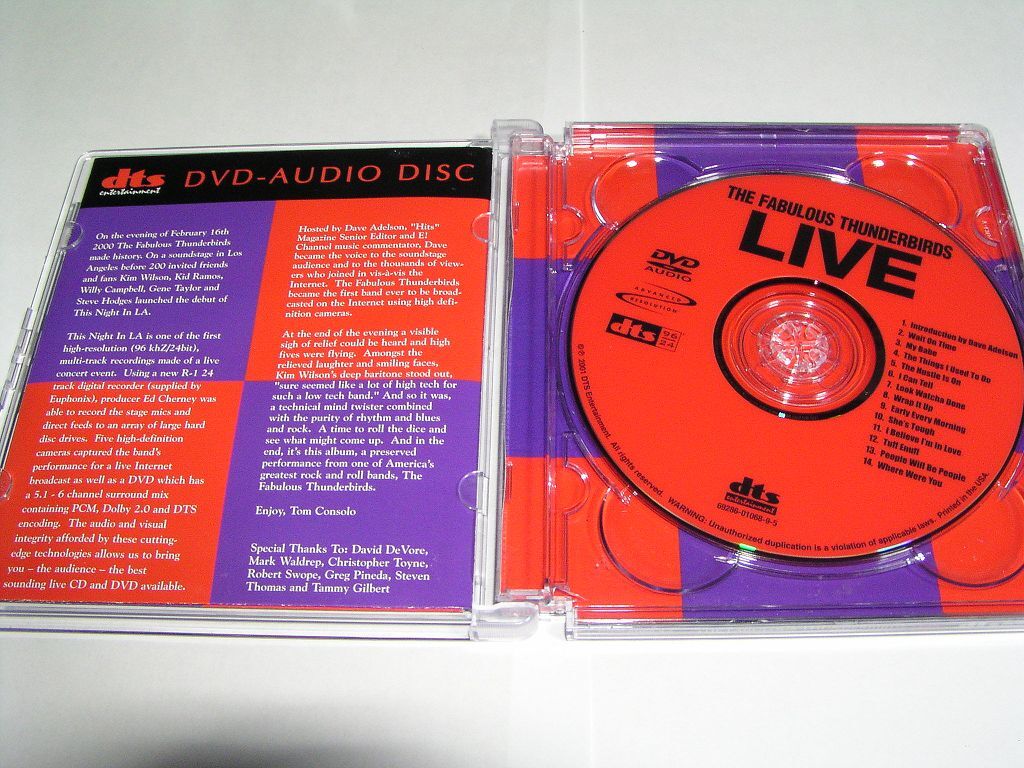 dts
entertainment
DVD-AUDIO DISC
On the evening of February 16th
2000 The Fabulous Thunderbirds
made history. On a soundstage in Los
Angeles before 200 invited friends
and fans Kim Wilson, Kid Ramos,
Willy Campbell, Gene Taylor and
Steve Hodges launched the debut of
This Night In LA.
This Night In LA is one of the first
high-resolution (96 khZ/24bit),
multi-track recordings made of a live
concert event. Using a new R-1 24
track digital recorder (supplied by
Euphonix), producer Ed Cherney was
able to record the stage mics and
direct feeds to an array of large hard
disc drives. Five high-definition
cameras captured the band's
performance for a live Internet
broadcast as well as a DVD which has
a 5.1 - 6 channel surround mix
containing PCM, Dolby 2.0 and DTS
encoding. The audio and visual
integrity afforded by these cutting-
edge technologies allows us to bring
you – the audience – the best
sounding live CD and DVD available.
Hosted by Dave Adelson, "Hits"
Magazine Senior Editor and E!
Channel music commentator, Dave
became the voice to the soundstage
audience and to the thousands of view-
ers who joined in vis-à-vis the
Internet. The Fabulous Thunderbirds
became the first band ever to be broad-
casted on the Internet using high defi-
nition cameras.
At the end of the evening a visible
sigh of relief could be heard and high
fives were flying. Amongst the
relieved laughter and smiling faces,
Kim Wilson's deep baritone stood out,
"sure seemed like a lot of high tech for
such a low tech band." And so it was,
a technical mind twister combined
with the purity of rhythm and blues
and rock. A time to roll the dice and
see what might come up. And in the
end, it's this album, a preserved
performance from one of America's
greatest rock and roll bands, The
Fabulous Thunderbirds.
Enjoy, Tom Consolo
Special Thanks To: David DeVore,
Mark Waldrep, Christopher Toyne,
Robert Swope, Greg Pineda, Steven
Thomas and Tammy Gilbert
THE FABULOUS THUNDERBIRDS
LIVE
DVD
AUDIO
ADVANCED
RESOLUTION
dts 96
24
1. Introduction by Dave Adelson
2. Wait On Time
3. My Babe
4. The Things I Used To Do
5. The Hustle Is On
6. I Can Tell
7. Look Watcha Done
8. Wrap It Up
9. Early Every Morning
10. She's Tough
11. I Believe I'm In Love
12. Tuff Enuff
13. People Will Be People
14. Where Were You
dts
entertainment
69286-01068-9-5
℗© 2001 DTS Entertainment. All rights reserved. WARNING: Unauthorized duplication is a violation of applicable laws. Printed in the USA